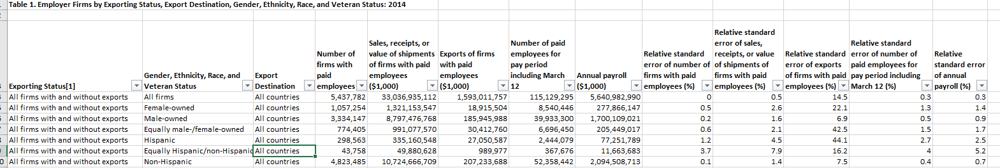 Table 1. Employer Firms by Exporting Status, Export Destination, Gender, Ethnicity, Race, and Veteran Status: 2014
Exporting Status[1]
Gender, Ethnicity, Race, and
Veteran Status
Export
Destination
Number of
firms with
paid
employees
Sales, receipts, or
value of shipments
of firms with paid
employees
($1,000)
Exports of firms
with paid
employees
($1,000)
Number of paid
employees for
pay period
including March
12
Annual payroll
($1,000)
Relative standard
error of number of
firms with paid
employees (%)
Relative standard
error of sales,
receipts, or value
of shipments of
firms with paid
employees (%)
Relative standard
error of exports
of firms with paid
employees (%)
Relative standard
error of number of
paid employees for
pay period including
March 12 (%)
Relative
standard error
of annual
payroll (%)
All firms with and without exports All firms All countries 5,437,782 33,036,935,112 1,593,011,757 115,129,295 5,640,982,990 0 0.5 14.5 0.3 0.3
All firms with and without exports Female-owned All countries 1,057,254 1,321,153,547 18,915,504 8,540,446 277,866,147 0.5 2.6 22.1 1.3 1.4
All firms with and without exports Male-owned All countries 3,334,147 8,797,476,768 185,945,988 39,933,300 1,700,109,021 0.2 1.6 6.9 0.5 0.9
All firms with and without exports Equally male-/female-owned All countries 774,405 991,077,570 30,412,760 6,696,450 205,449,017 0.6 2.1 42.5 1.5 1.7
All firms with and without exports Hispanic All countries 298,563 335,160,548 27,050,587 2,444,079 77,251,789 1.2 4.5 44.1 2.7 2.5
All firms with and without exports Equally Hispanic/non-Hispanic All countries 43,758 49,880,628 989,977 367,676 11,663,683 3.7 7.9 16.2 4 5.2
All firms with and without exports Non-Hispanic All countries 4,823,485 10,724,666,709 207,233,688 52,358,442 2,094,508,713 0.1 1.4 7.5 0.4 0.7